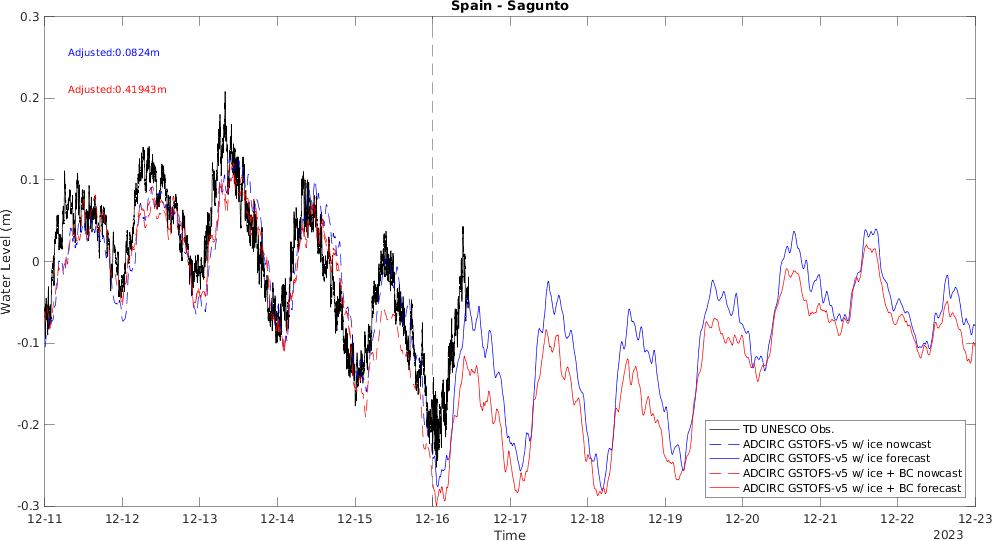 Spain - Sagunto
Adjusted:0.0824m
Adjusted:0.41943m
Water Level (m)
0.3
0.2
0.1
0
-0.1
-0.2
-0.3
TD UNESCO Obs.
ADCIRC GSTOFS-v5 w/ ice nowcast
ADCIRC GSTOFS-v5 w/ ice forecast
ADCIRC GSTOFS-v5 w/ ice + BC nowcast
ADCIRC GSTOFS-v5 w/ ice + BC forecast
12-11 12-12 12-13 12-14 12-15 12-16 12-17 12-18 12-19 12-20 12-21 12-22 12-23
Time
2023